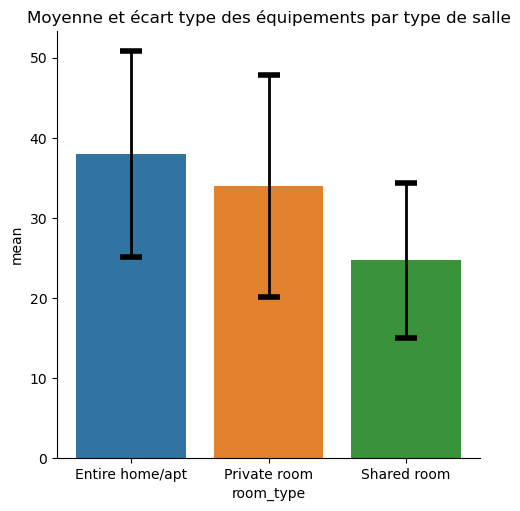 Moyenne et écart type des équipements par type de salle
50
40
30
20
10
0
mean
Entire home/apt
Private room
Shared room
room_type